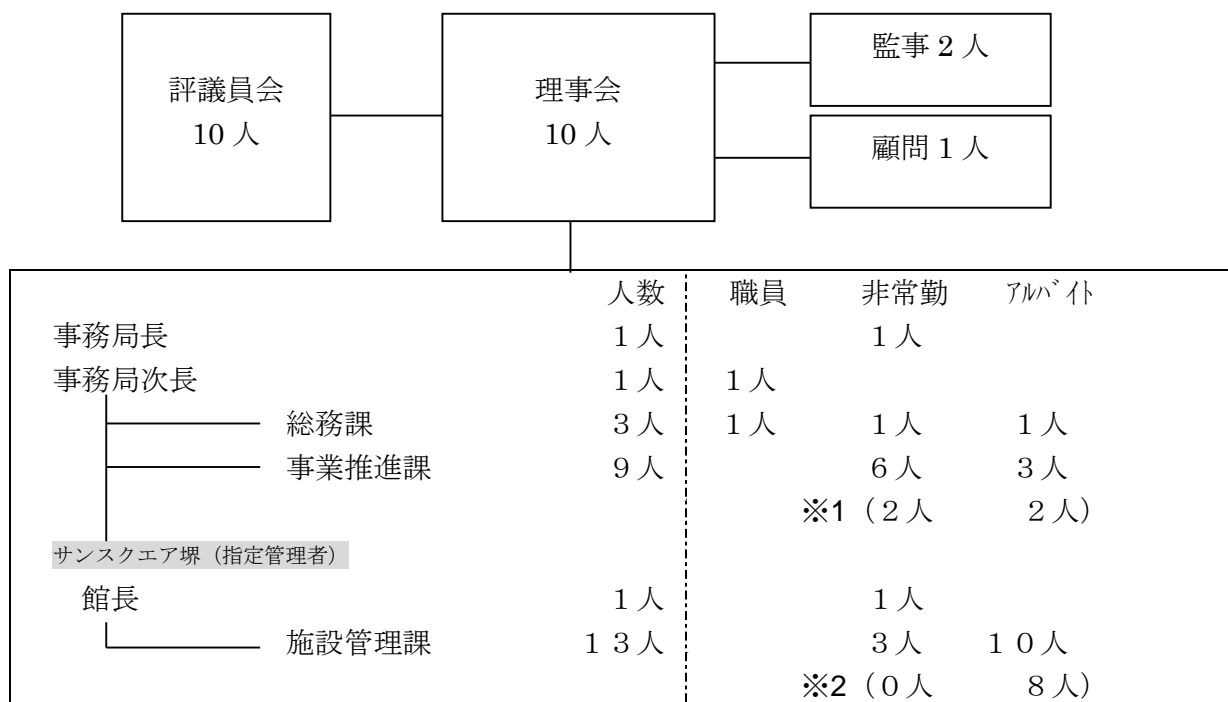 評議員会
10 人
理事会
10 人
監事 2 人
顧問 1 人
人数 職員 非常勤 ｱﾙﾊﾞｲﾄ
事務局長 1 人 1 人
事務局次長 1 人 1 人
総務課 ３人 １人 １人 １人
事業推進課 ９人 ６人 ３人
※1（２人 ２人）
サンスクエア堺（指定管理者）
館長 １人 １人
施設管理課 １３人 ３人 １０人
※2（０人 ８人）